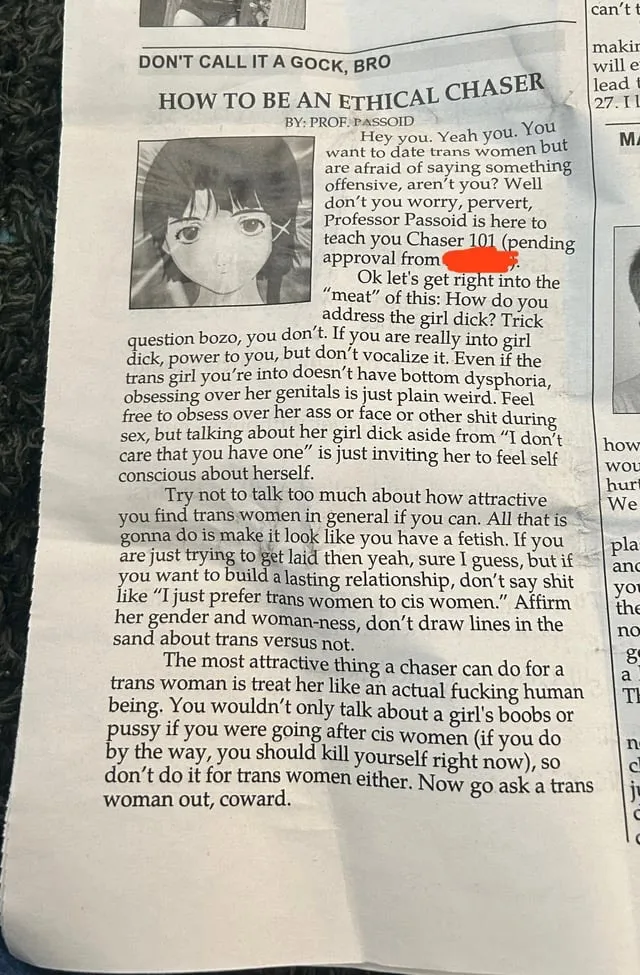 DON'T CALL IT A GOCK, BRO
HOW TO BE AN ETHICAL CHASER
BY: PROF. PASSOID
Hey you. Yeah you. You
want to date trans women but
are afraid of saying something
offensive, aren't you? Well
don't you worry, pervert,
Professor Passoid is here to
teach you Chaser 101 (pending
approval from
Ok let's get right into the
"meat" of this: How do you
address the girl dick? Trick
question bozo, you don't. If you are really into girl
dick, power to you, but don't vocalize it. Even if the
trans girl you're into doesn't have bottom dysphoria,
obsessing over her genitals is just plain weird. Feel
free to obsess over her ass or face or other shit during
sex, but talking about her girl dick aside from "I don't
care that you have one" is just inviting her to feel self
conscious about herself.
Try not to talk too much about how attractive
you find trans women in general if you can. All that is
gonna do is make it look like you have a fetish. If you
are just trying to get laid then yeah, sure I guess, but if
you want to build a lasting relationship, don't say shit
like "I just prefer trans women to cis women." Affirm
her gender and woman-ness, don't draw lines in the
sand about trans versus not.
The most attractive thing a chaser can do for a
trans woman is treat her like an actual fucking human
being. You wouldn't only talk about a girl's boobs or
pussy if you were going after cis women (if you do
by the way, you should kill yourself right now), so
don't do it for trans women either. Now go ask a trans
woman out, coward.
can't
will
lead
27. I
how
We